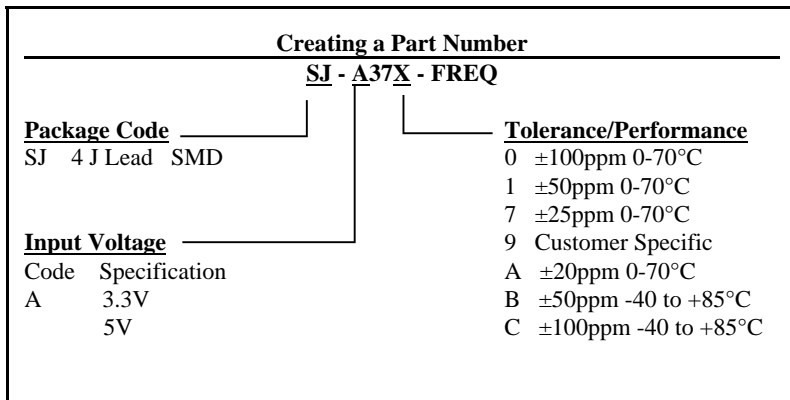 Creating a Part Number
SJ - A37X - FREQ
Package Code
SJ 4 J Lead SMD
Input Voltage
Code Specification
A 3.3V
5V
Tolerance/Performance
0 ±100ppm 0-70°C
1 ±50ppm 0-70°C
7 ±25ppm 0-70°C
9 Customer Specific
A ±20ppm 0-70°C
B ±50ppm -40 to +85°C
C ±100ppm -40 to +85°C